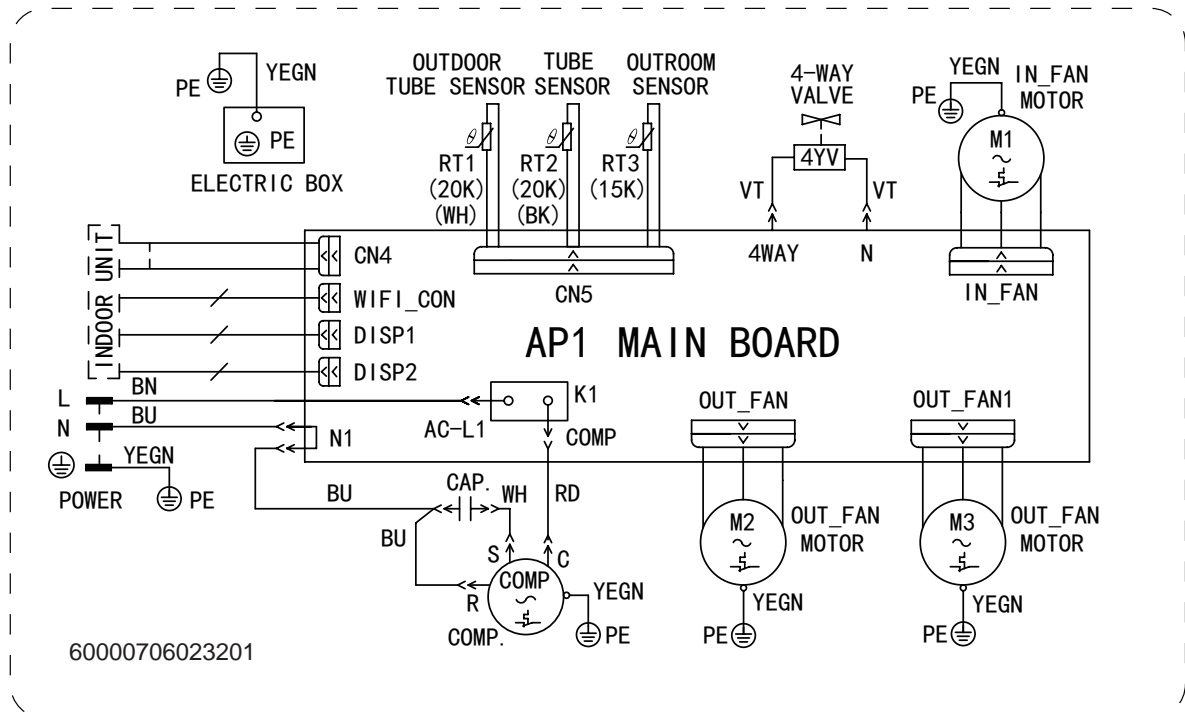 PE
YEGN
PE
ELECTRIC BOX
OUTDOOR
TUBE SENSOR
TUBE
SENSOR
OUTROOM
SENSOR
RT1
(20K)
(WH)
RT2
(20K)
(BK)
RT3
(15K)
4-WAY
VALVE
4YV
VT
VT
4WAY
N
YEGN
PE
IN_FAN
MOTOR
M1
IN_FAN
INDOOR UNIT
CN4
WIFI_CON
DISP1
DISP2
CN5
AP1 MAIN BOARD
L
BN
N
BU
YEGN
POWER
PE
N1
AC-L1
K1
COMP
OUT_FAN
OUT_FAN1
BU
CAP.
WH
RD
BU
S
C
R
COMP
COMP.
YEGN
PE
M2
OUT_FAN
MOTOR
YEGN
PE
M3
OUT_FAN
MOTOR
YEGN
PE
60000706023201